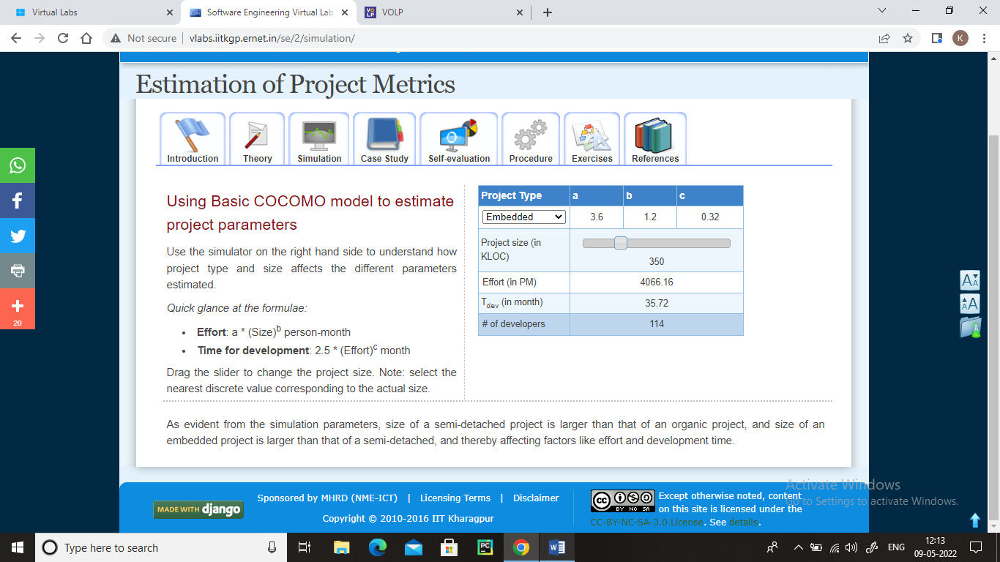 Virtual Labs
Software Engineering Virtual Lab
VOLP
Not secure | vlabs.iitkgp.ernet.in/se/2/simulation/
K
Estimation of Project Metrics
Introduction Theory Simulation Case Study Self-evaluation Procedure Exercises References
20
Using Basic COCOMO model to estimate
project parameters
Use the simulator on the right hand side to understand how
project type and size affects the different parameters
estimated.
Quick glance at the formulae:
• Effort: a * (Size)b person-month
• Time for development: 2.5 * (Effort)c month
Drag the slider to change the project size. Note: select the
nearest discrete value corresponding to the actual size.
Project Type a b c
Embedded 3.6 1.2 0.32
Project size (in
KLOC)
350
Effort (in PM) 4066.16
Tdev (in month) 35.72
# of developers 114
As evident from the simulation parameters, size of a semi-detached project is larger than that of an organic project, and size of an
embedded project is larger than that of a semi-detached, and thereby affecting factors like effort and development time.
MADE WITH django
Sponsored by MHRD (NME-ICT) | Licensing Terms | Disclaimer
Copyright © 2010-2016 IIT Kharagpur
cc BY NC SA
Except otherwise noted, content
on this site is licensed under the
CC-BY-NC-SA-3.0 License. See details.
Activate Windows
Go to Settings to activate Windows.
Type here to search
ENG
12:13
09-05-2022